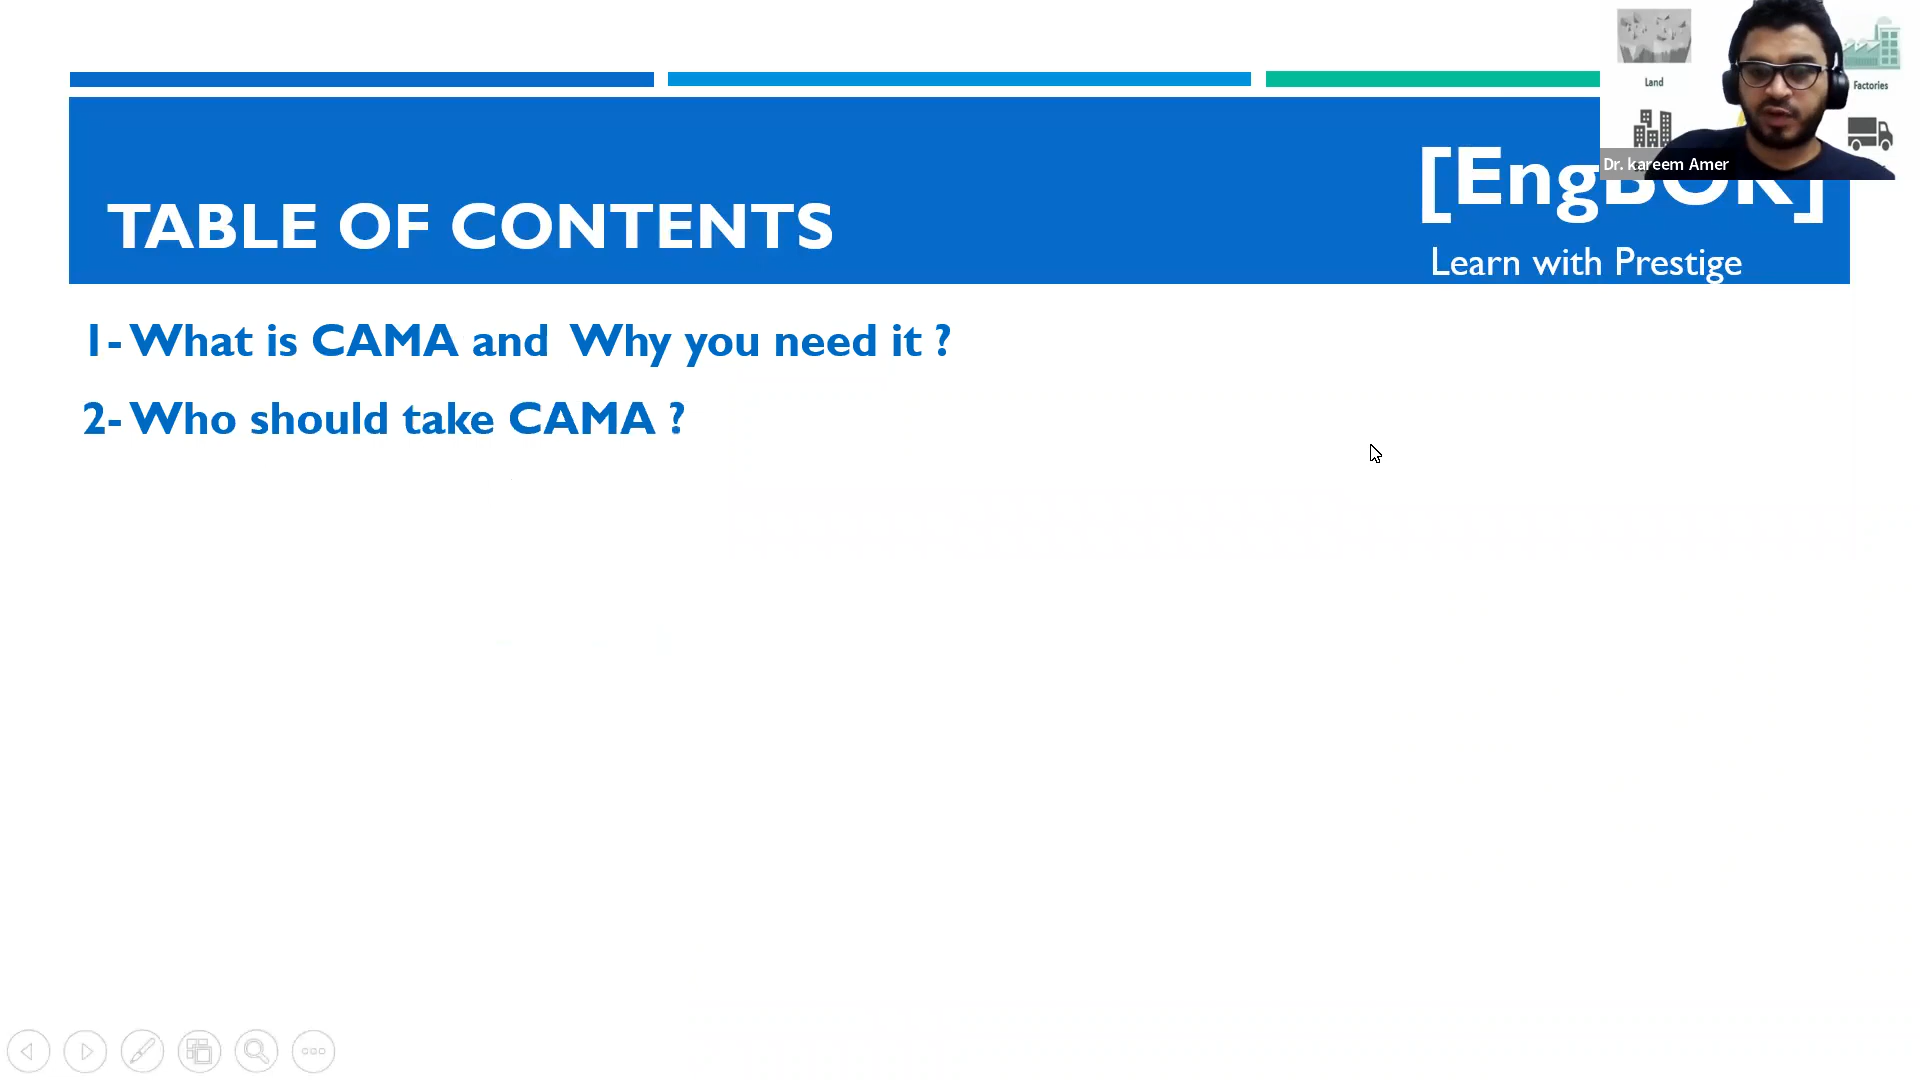 Land
Factories
Dr. kareem Amer
[EngBOK]
TABLE OF CONTENTS
Learn with Prestige
1- What is CAMA and Why you need it ?
2- Who should take CAMA ?